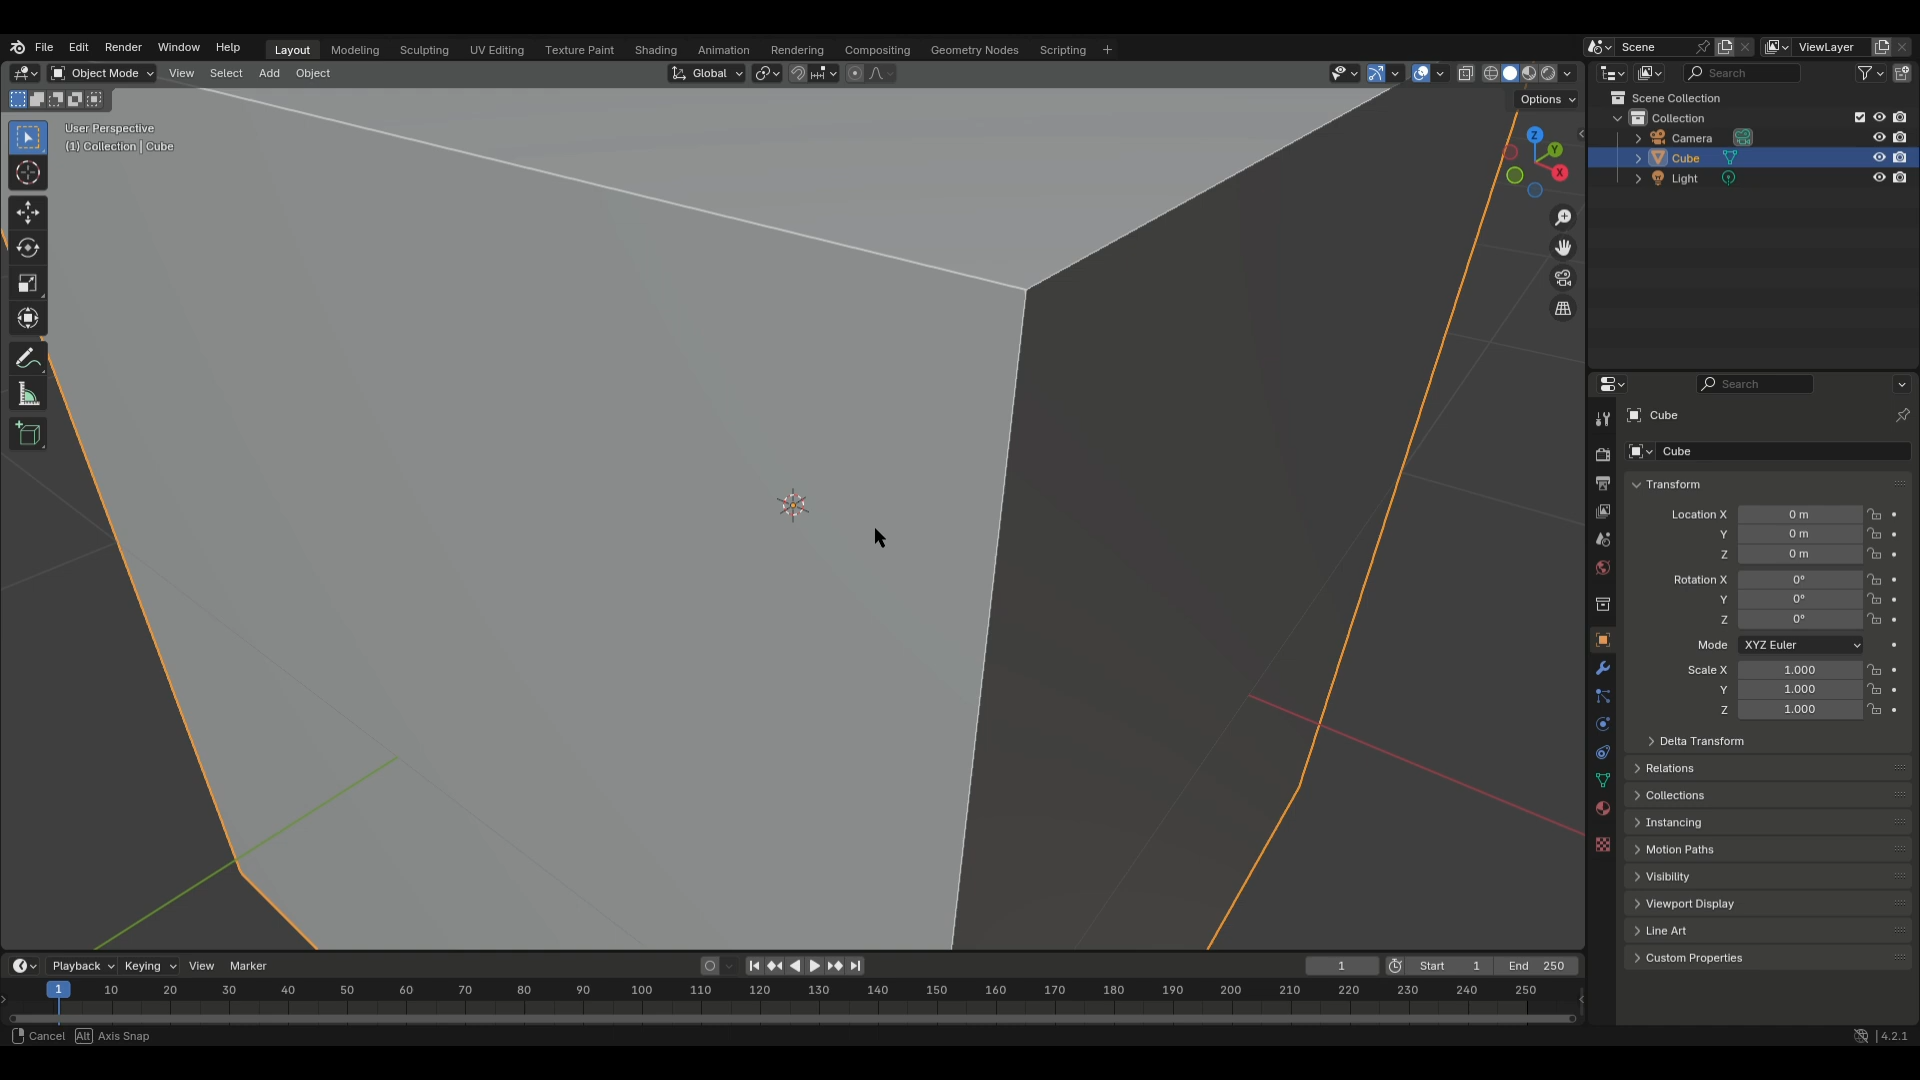 File Edit Render Window Help
Layout Modeling Sculpting UV Editing Texture Paint Shading Animation Rendering Compositing Geometry Nodes Scripting +
Scene ViewLayer
Object Mode View Select Add Object Global
Options
User Perspective
(1) Collection | Cube
Z
Y
X
Search
Scene Collection
Collection
Camera
Cube
Light
Search
Cube
Cube
Transform
Location X 0 m
Y 0 m
Z 0 m
Rotation X 0°
Y 0°
Z 0°
Mode XYZ Euler
Scale X 1.000
Y 1.000
Z 1.000
Delta Transform
Relations
Collections
Instancing
Motion Paths
Visibility
Viewport Display
Line Art
Custom Properties
Playback Keying View Marker 1 Start 1 End 250
1 10 20 30 40 50 60 70 80 90 100 110 120 130 140 150 160 170 180 190 200 210 220 230 240 250
Cancel Alt Axis Snap
4.2.1